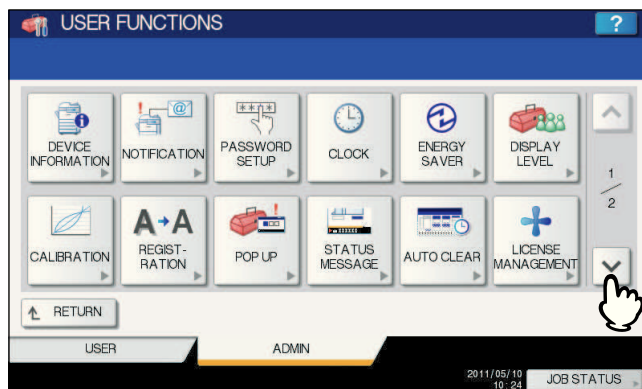 USER FUNCTIONS
?
DEVICE
INFORMATION
@
NOTIFICATION
****
PASSWORD
SETUP
CLOCK
ENERGY
SAVER
DISPLAY
LEVEL
CALIBRATION
A→A
REGIST-
RATION
POP UP
STATUS
MESSAGE
AUTO CLEAR
LICENSE
MANAGEMENT
1
2
RETURN
USER
ADMIN
2011/05/10
10:24
JOB STATUS